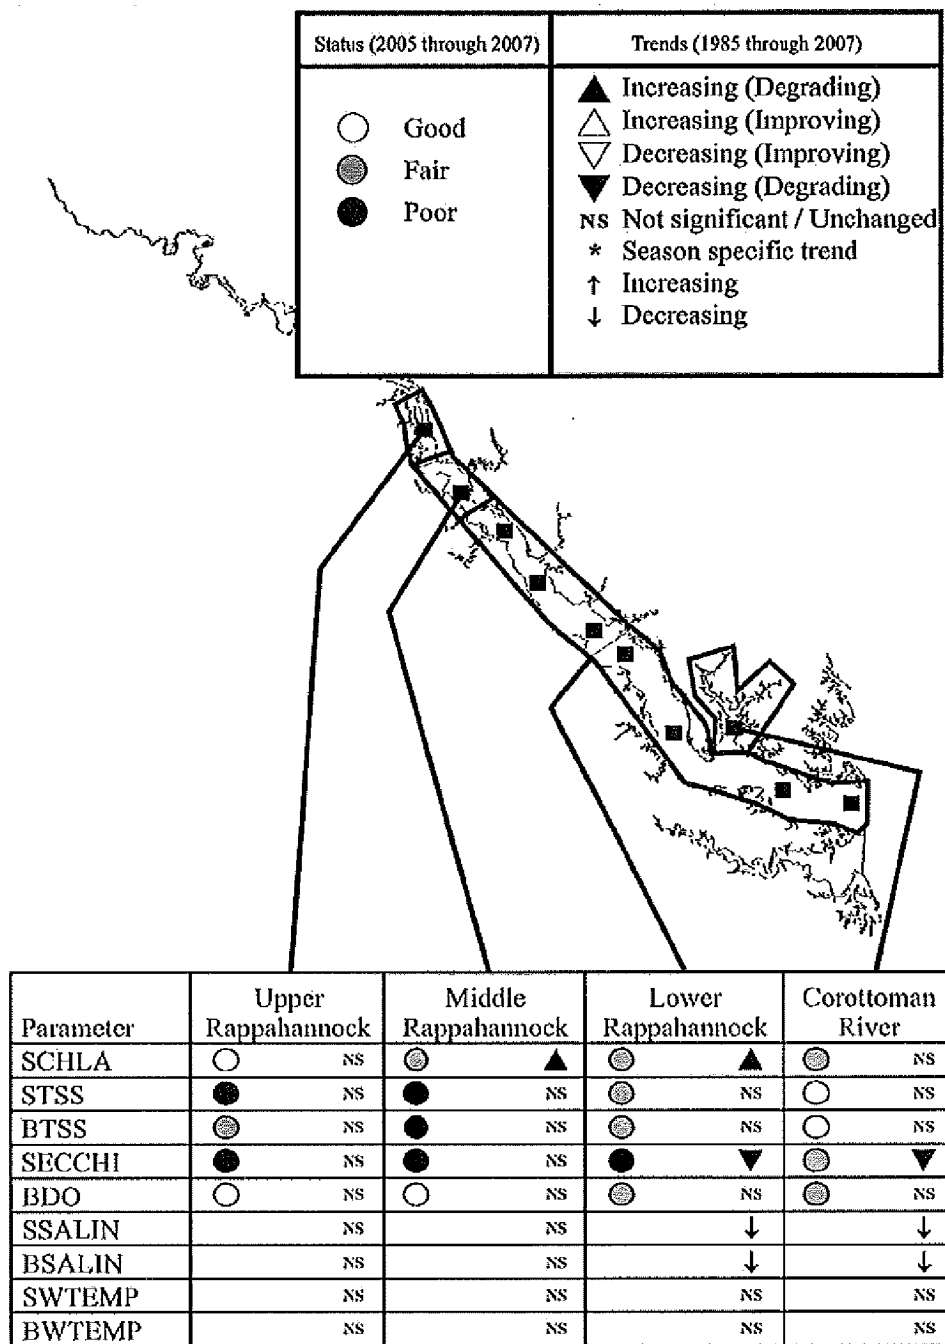 Status (2005 through 2007) Trends (1985 through 2007)
Good
Fair
Poor
Increasing (Degrading)
Increasing (Improving)
Decreasing (Improving)
Decreasing (Degrading)
NS Not significant / Unchanged
* Season specific trend
↑ Increasing
↓ Decreasing
Parameter Upper Rappahannock Middle Rappahannock Lower Rappahannock Corottoman River
SCHLA NS NS
STSS NS NS NS NS
BTSS NS NS NS NS
SECCHI NS NS
BDO NS NS NS NS
SSALIN NS NS ↓ ↓
BSALIN NS NS ↓ ↓
SWTEMP NS NS NS NS
BWTEMP NS NS NS NS